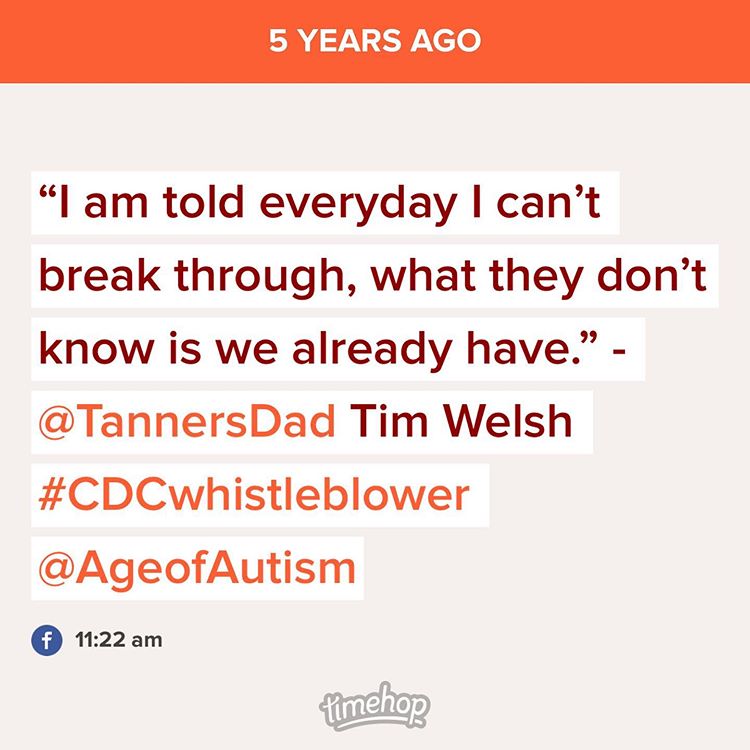 5 YEARS AGO
“I am told everyday I can’t
break through, what they don’t
know is we already have.” -
@TannersDad Tim Welsh
#CDCwhistleblower
@AgeofAutism
f 11:22 am
timehop